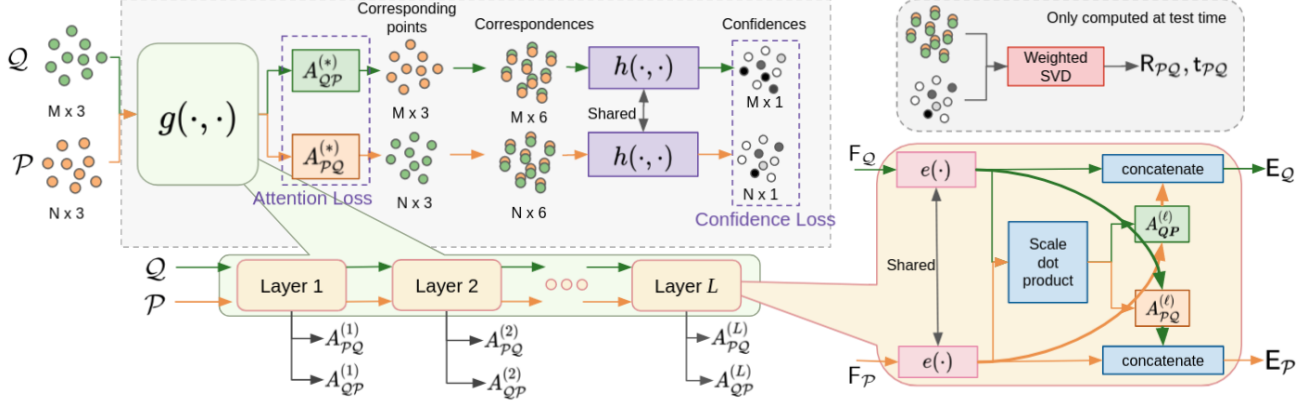 Corresponding
points
Correspondences
Confidences
Only computed at test time
𝒬
M x 3
g(·,·)
A_{𝒬𝒫}^{(*)}
M x 3
M x 6
h(·,·)
M x 1
Weighted
SVD
R_{𝒫𝒬}, t_{𝒫𝒬}
Shared
𝒫
N x 3
A_{𝒫𝒬}^{(*)}
Attention Loss
N x 3
N x 6
h(·,·)
N x 1
Confidence Loss
𝒬
𝒫
Layer 1
Layer 2
Layer L
A_{𝒫𝒬}^{(1)}
A_{𝒬𝒫}^{(1)}
A_{𝒫𝒬}^{(2)}
A_{𝒬𝒫}^{(2)}
A_{𝒫𝒬}^{(L)}
A_{𝒬𝒫}^{(L)}
F_𝒬
e(·)
concatenate
E_𝒬
Shared
Scale
dot
product
A_{𝒬𝒫}^{(ℓ)}
A_{𝒫𝒬}^{(ℓ)}
F_𝒫
e(·)
concatenate
E_𝒫